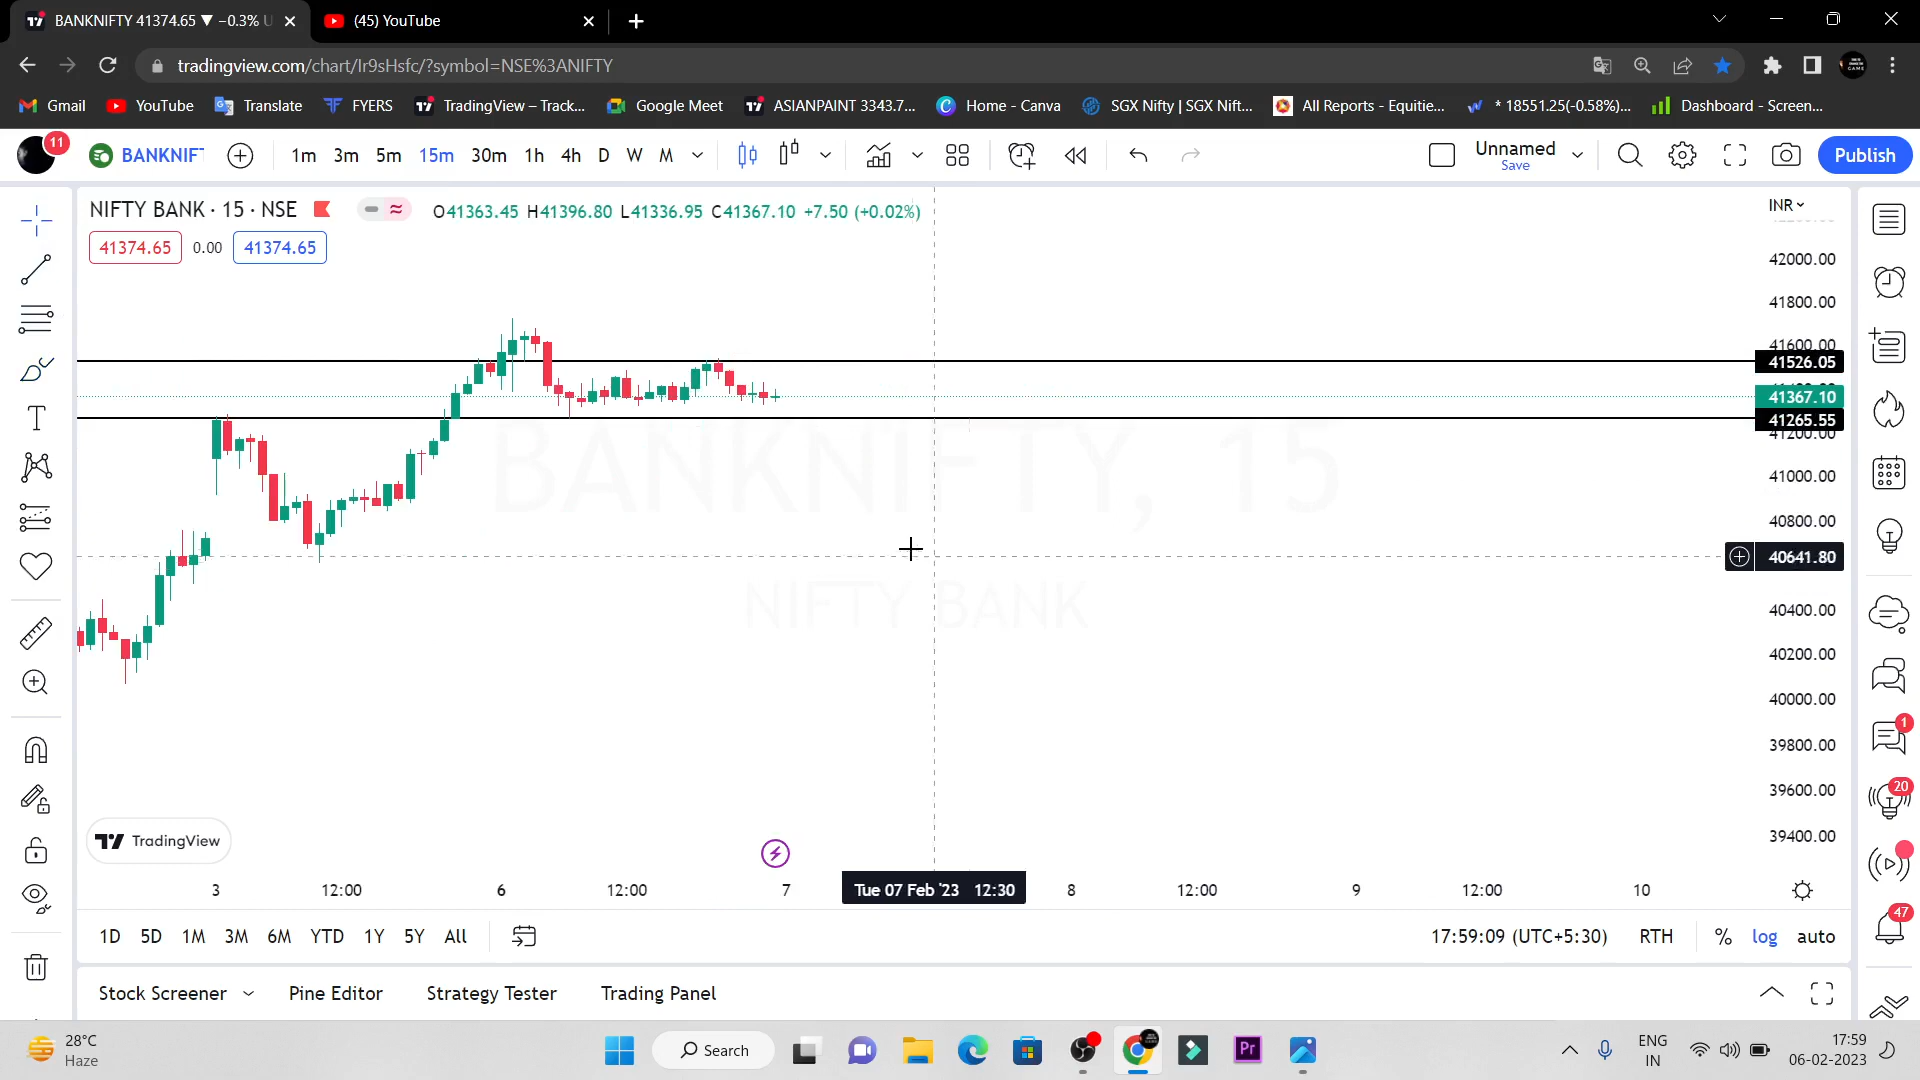 BANKNIFTY 41374.65 ▼ −0.3% U
(45) YouTube
tradingview.com/chart/Ir9sHsfc/?symbol=NSE%3ANIFTY
Gmail YouTube Translate FYERS TradingView – Track... Google Meet ASIANPAINT 3343.7... Home - Canva SGX Nifty | SGX Nift... All Reports - Equitie... * 18551.25(-0.58%)... Dashboard - Screen...
11
BANKNIFT 1m 3m 5m 15m 30m 1h 4h D W M Unnamed Save Publish
NIFTY BANK · 15 · NSE O41363.45 H41396.80 L41336.95 C41367.10 +7.50 (+0.02%)
INR
41374.65 0.00 41374.65
42000.00
41800.00
41600.00
41526.05
41367.10
41265.55
41200.00
41000.00
40800.00
40641.80
40400.00
40200.00
40000.00
39800.00
39600.00
39400.00
BANKNIFTY, 15
NIFTY BANK
1
20
47
TradingView
3 12:00 6 12:00 7 Tue 07 Feb '23 12:30 8 12:00 9 12:00 10
1D 5D 1M 3M 6M YTD 1Y 5Y All 17:59:09 (UTC+5:30) RTH % log auto
Stock Screener Pine Editor Strategy Tester Trading Panel
28°C
Haze
Search
Pr
ENG
IN
17:59
06-02-2023